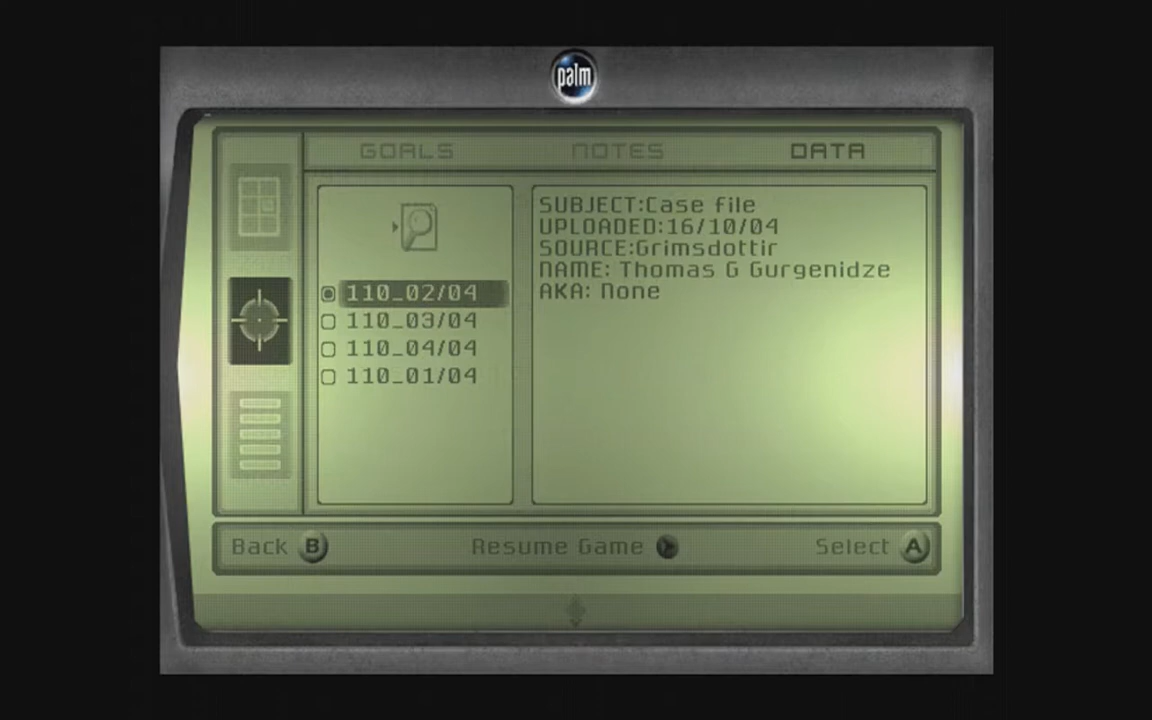 palm
GOALS NOTES DATA
SUBJECT:Case file
UPLOADED:16/10/04
SOURCE:Grimsdottir
NAME: Thomas G Gurgenidze
AKA: None
110_02/04
110_03/04
110_04/04
110_01/04
Back B Resume Game Select A